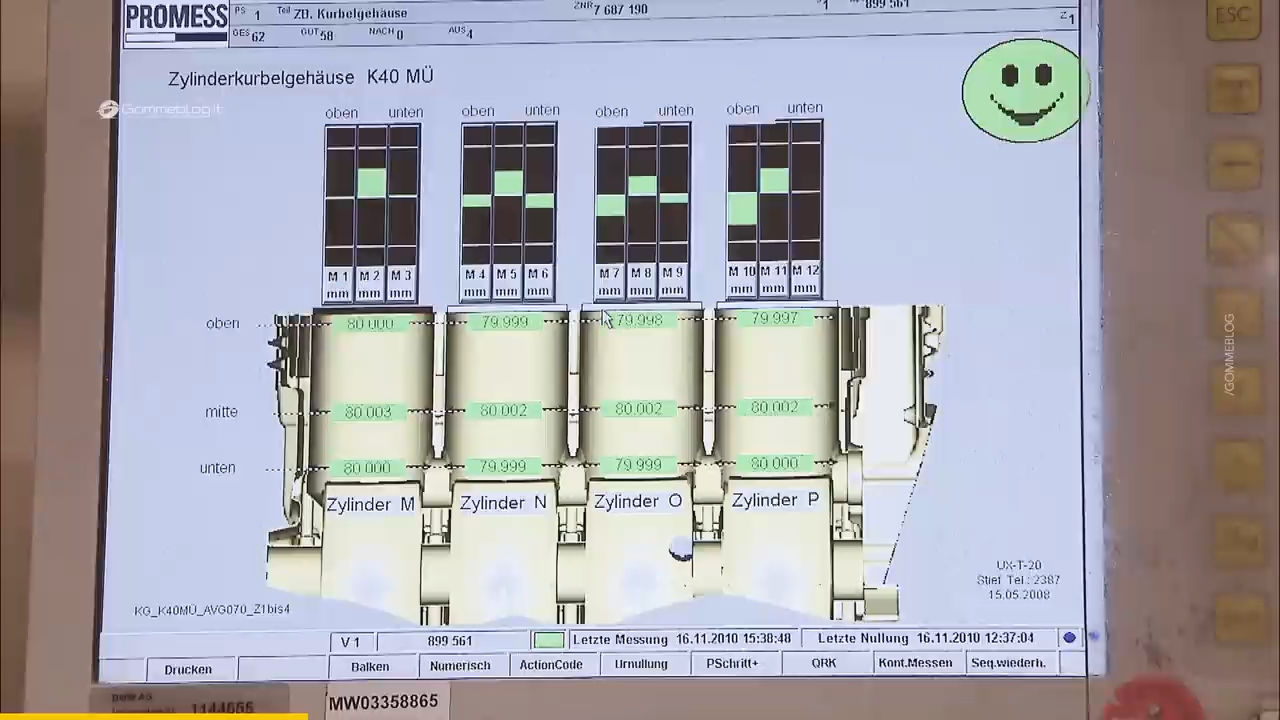 PROMESS
PS 1 Teil ZB. Kurbelgehäuse ZNR 7 687 190 899 561 Z1
GES 62 GUT 58 NACH 0 AUS 4
ESC
Zylinderkurbelgehäuse K40 MÜ
Gommeblog.it
oben unten oben unten oben unten oben unten
M 1 M 2 M 3 M 4 M 5 M 6 M 7 M 8 M 9 M 10 M 11 M 12
mm mm mm mm mm mm mm mm mm mm mm mm
oben 80.000 79.999 79.998 79.997
/GOMMEBLOG
mitte 80.003 80.002 80.002 80.002
unten 80.000 79.999 79.999 80.000
Zylinder M Zylinder N Zylinder O Zylinder P
UX-T-20
Stief Tel.: 2387
15.05.2008
KG_K40MÜ_AVG070_Z1bis4
V 1 899 561 Letzte Messung 16.11.2010 15:38:48 Letzte Nullung 16.11.2010 12:37:04
Drucken Balken Numerisch ActionCode Urnullung PSchritt+ QRK Kont.Messen Seq.wiederh.
BMW AG
1144655
MW03358865